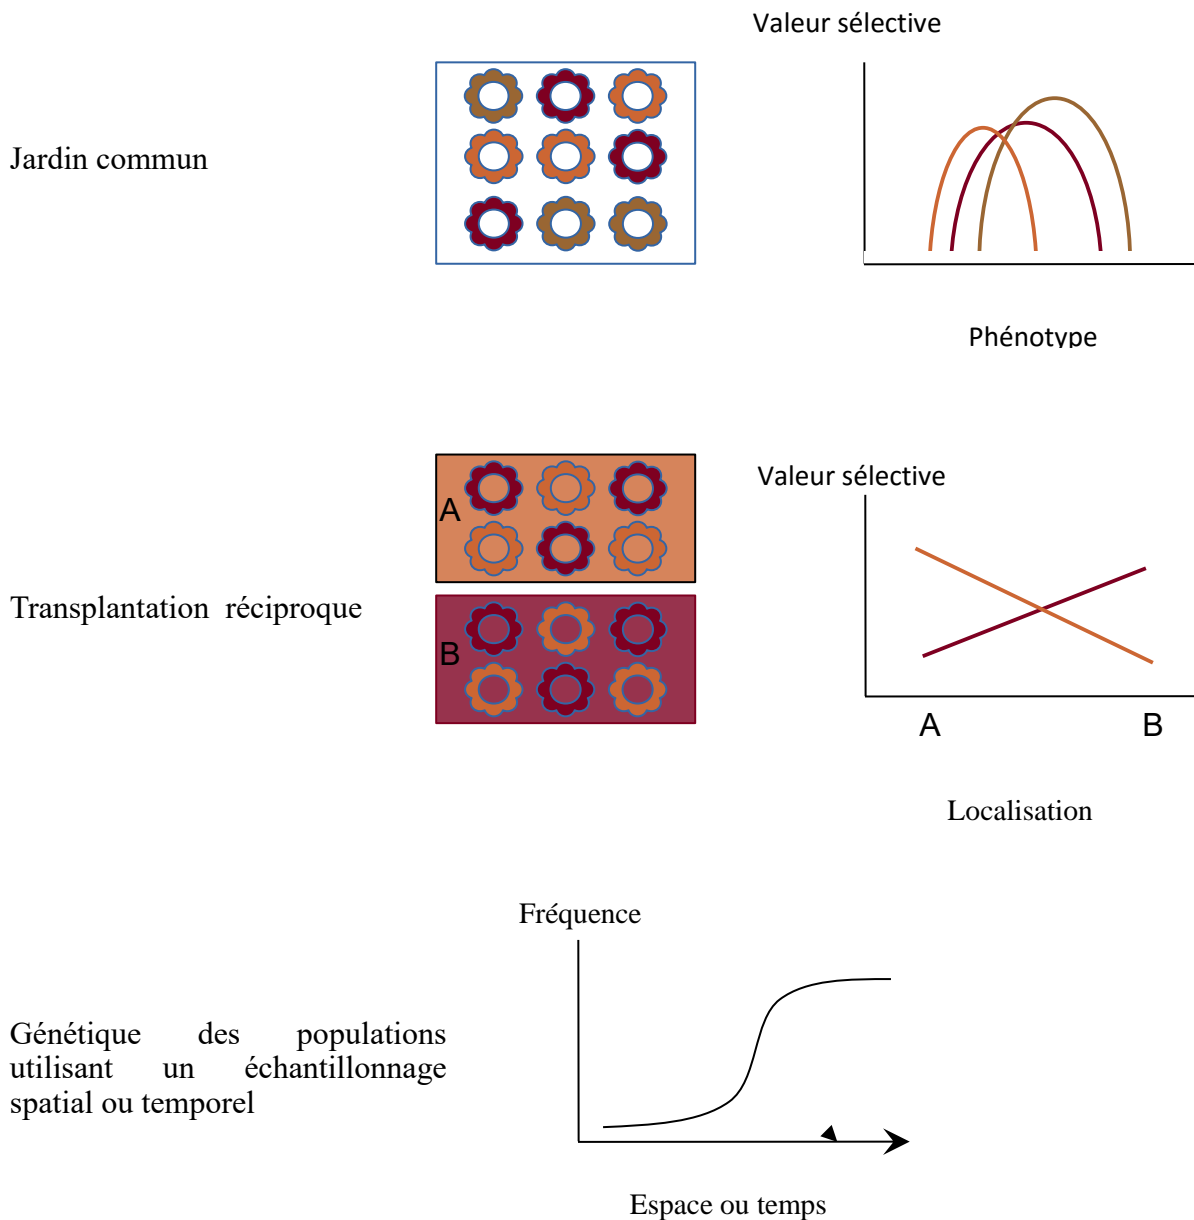 Valeur sélective
Jardin commun
Phénotype
Valeur sélective
A
Transplantation réciproque
B
A B
Localisation
Fréquence
Génétique des populations
utilisant un échantillonnage
spatial ou temporel
Espace ou temps